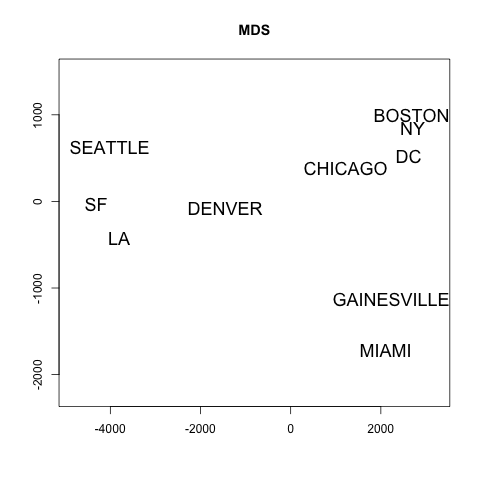 MDS
1000
0
-1000
-2000
BOSTON
NY
SEATTLE
DC
CHICAGO
SF
DENVER
LA
GAINESVILLE
MIAMI
-4000
-2000
0
2000